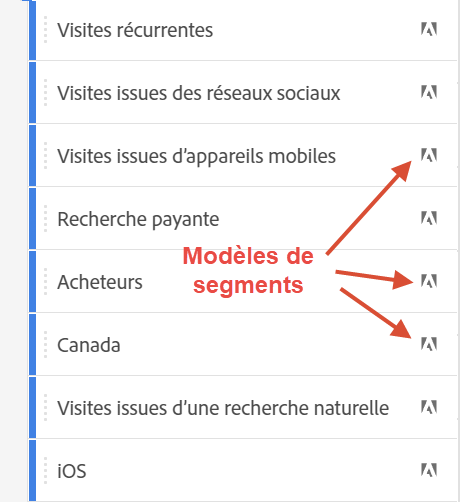 Visites récurrentes
Visites issues des réseaux sociaux
Visites issues d’appareils mobiles
Recherche payante
Modèles de
segments
Acheteurs
Canada
Visites issues d’une recherche naturelle
iOS